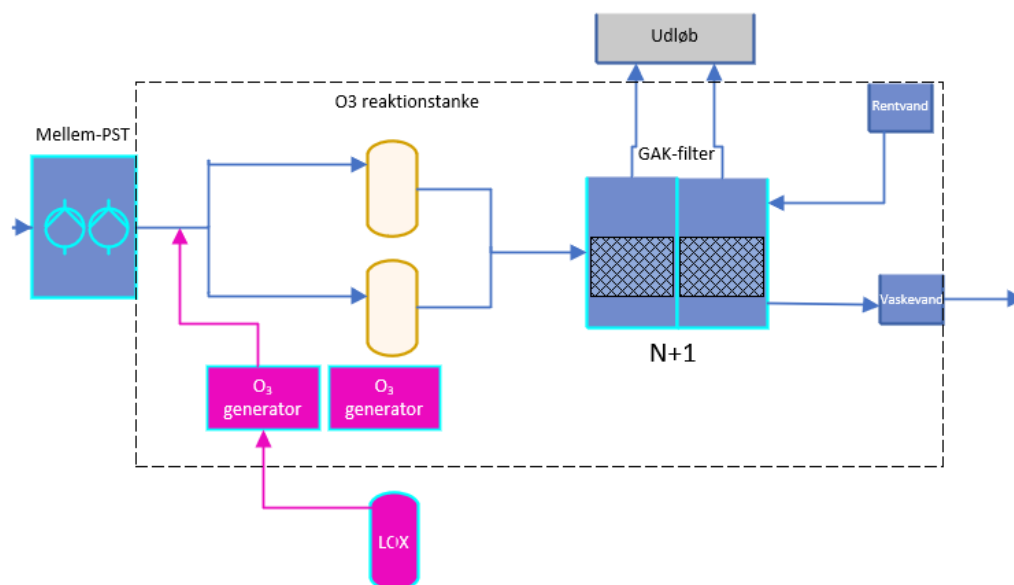 Udløb
O3 reaktionstanke
Rentvand
Mellem-PST
GAK-filter
Vaskevand
N+1
O₃
generator
O₃
generator
LOX